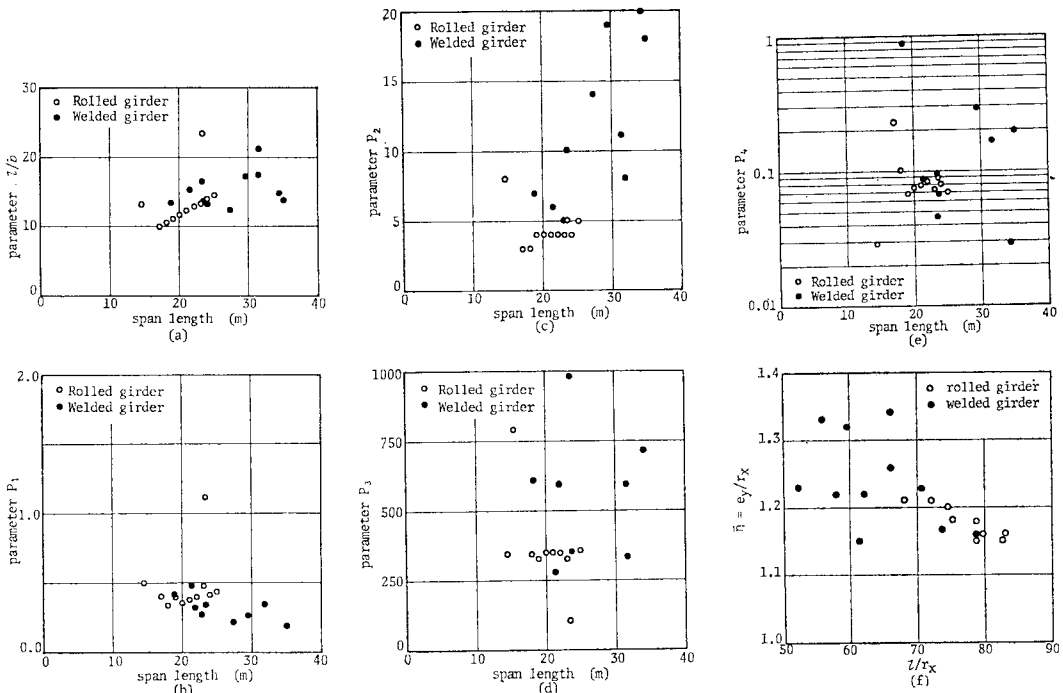 30
20
10
0
parameter l/b
Rolled girder
Welded girder
0 10 20 30 40
span length (m)
(a)
2.0
1.0
0.0
parameter P1
Rolled girder
Welded girder
0 10 20 30 40
span length (m)
(b)
20
15
10
5
0
parameter P2
Rolled girder
Welded girder
0 10 20 30 40
span length (m)
(c)
1000
750
500
250
0
parameter P3
Rolled girder
Welded girder
0 10 20 30 40
span length (m)
(d)
1
0.1
0.01
parameter P4
Rolled girder
Welded girder
0 10 20 30 40
span length (m)
(e)
1.4
1.3
1.2
1.1
1.0
η̄ = ey/rx
rolled girder
welded girder
50 60 70 80 90
l/rx
(f)